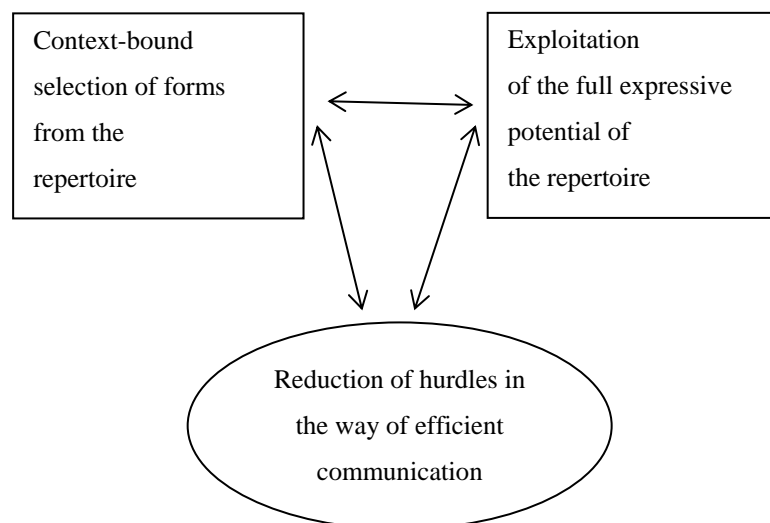 Context-bound
selection of forms
from the
repertoire
Exploitation
of the full expressive
potential of
the repertoire
Reduction of hurdles in
the way of efficient
communication